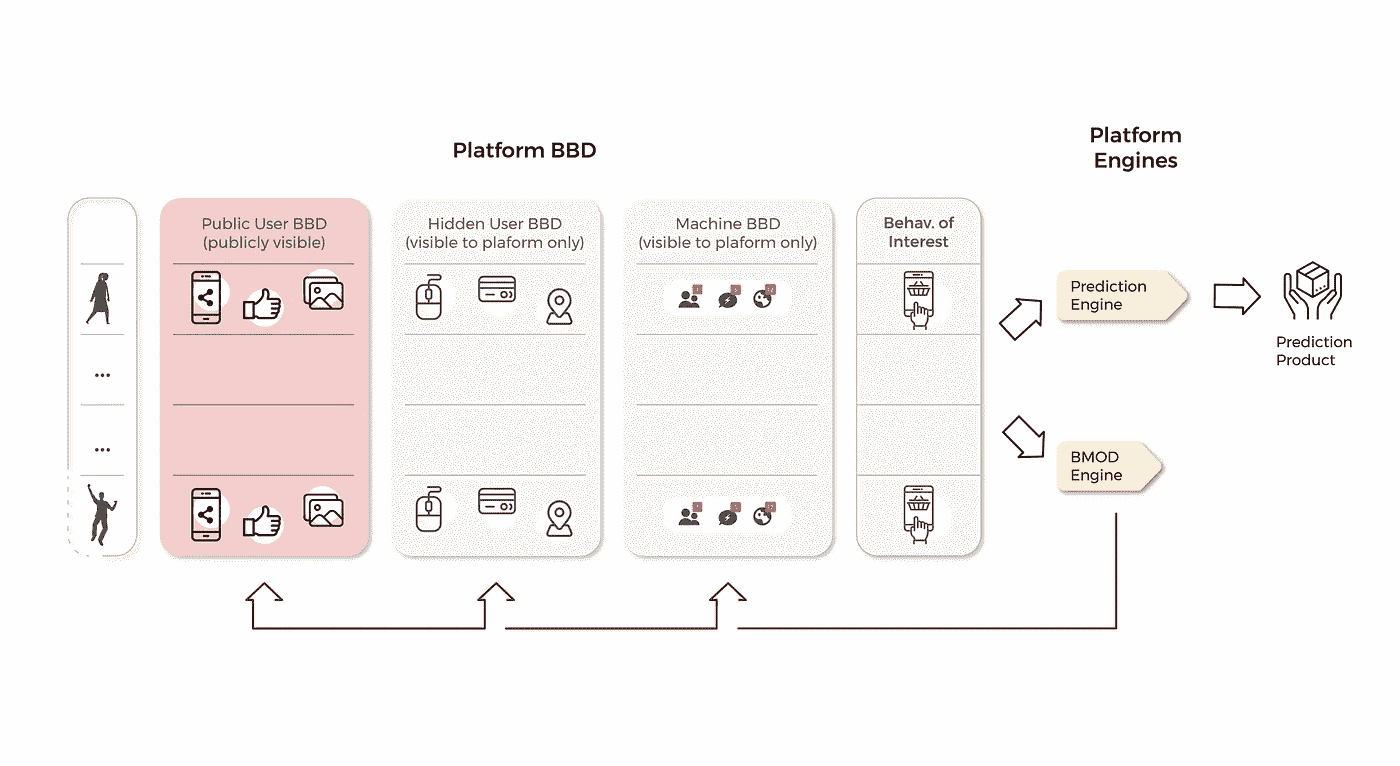 Platform BBD
Platform
Engines
Public User BBD
(publicly visible)
Hidden User BBD
(visible to plaform only)
Machine BBD
(visible to plaform only)
Behav. of
Interest
Prediction
Engine
Prediction
Product
...
...
BMOD
Engine